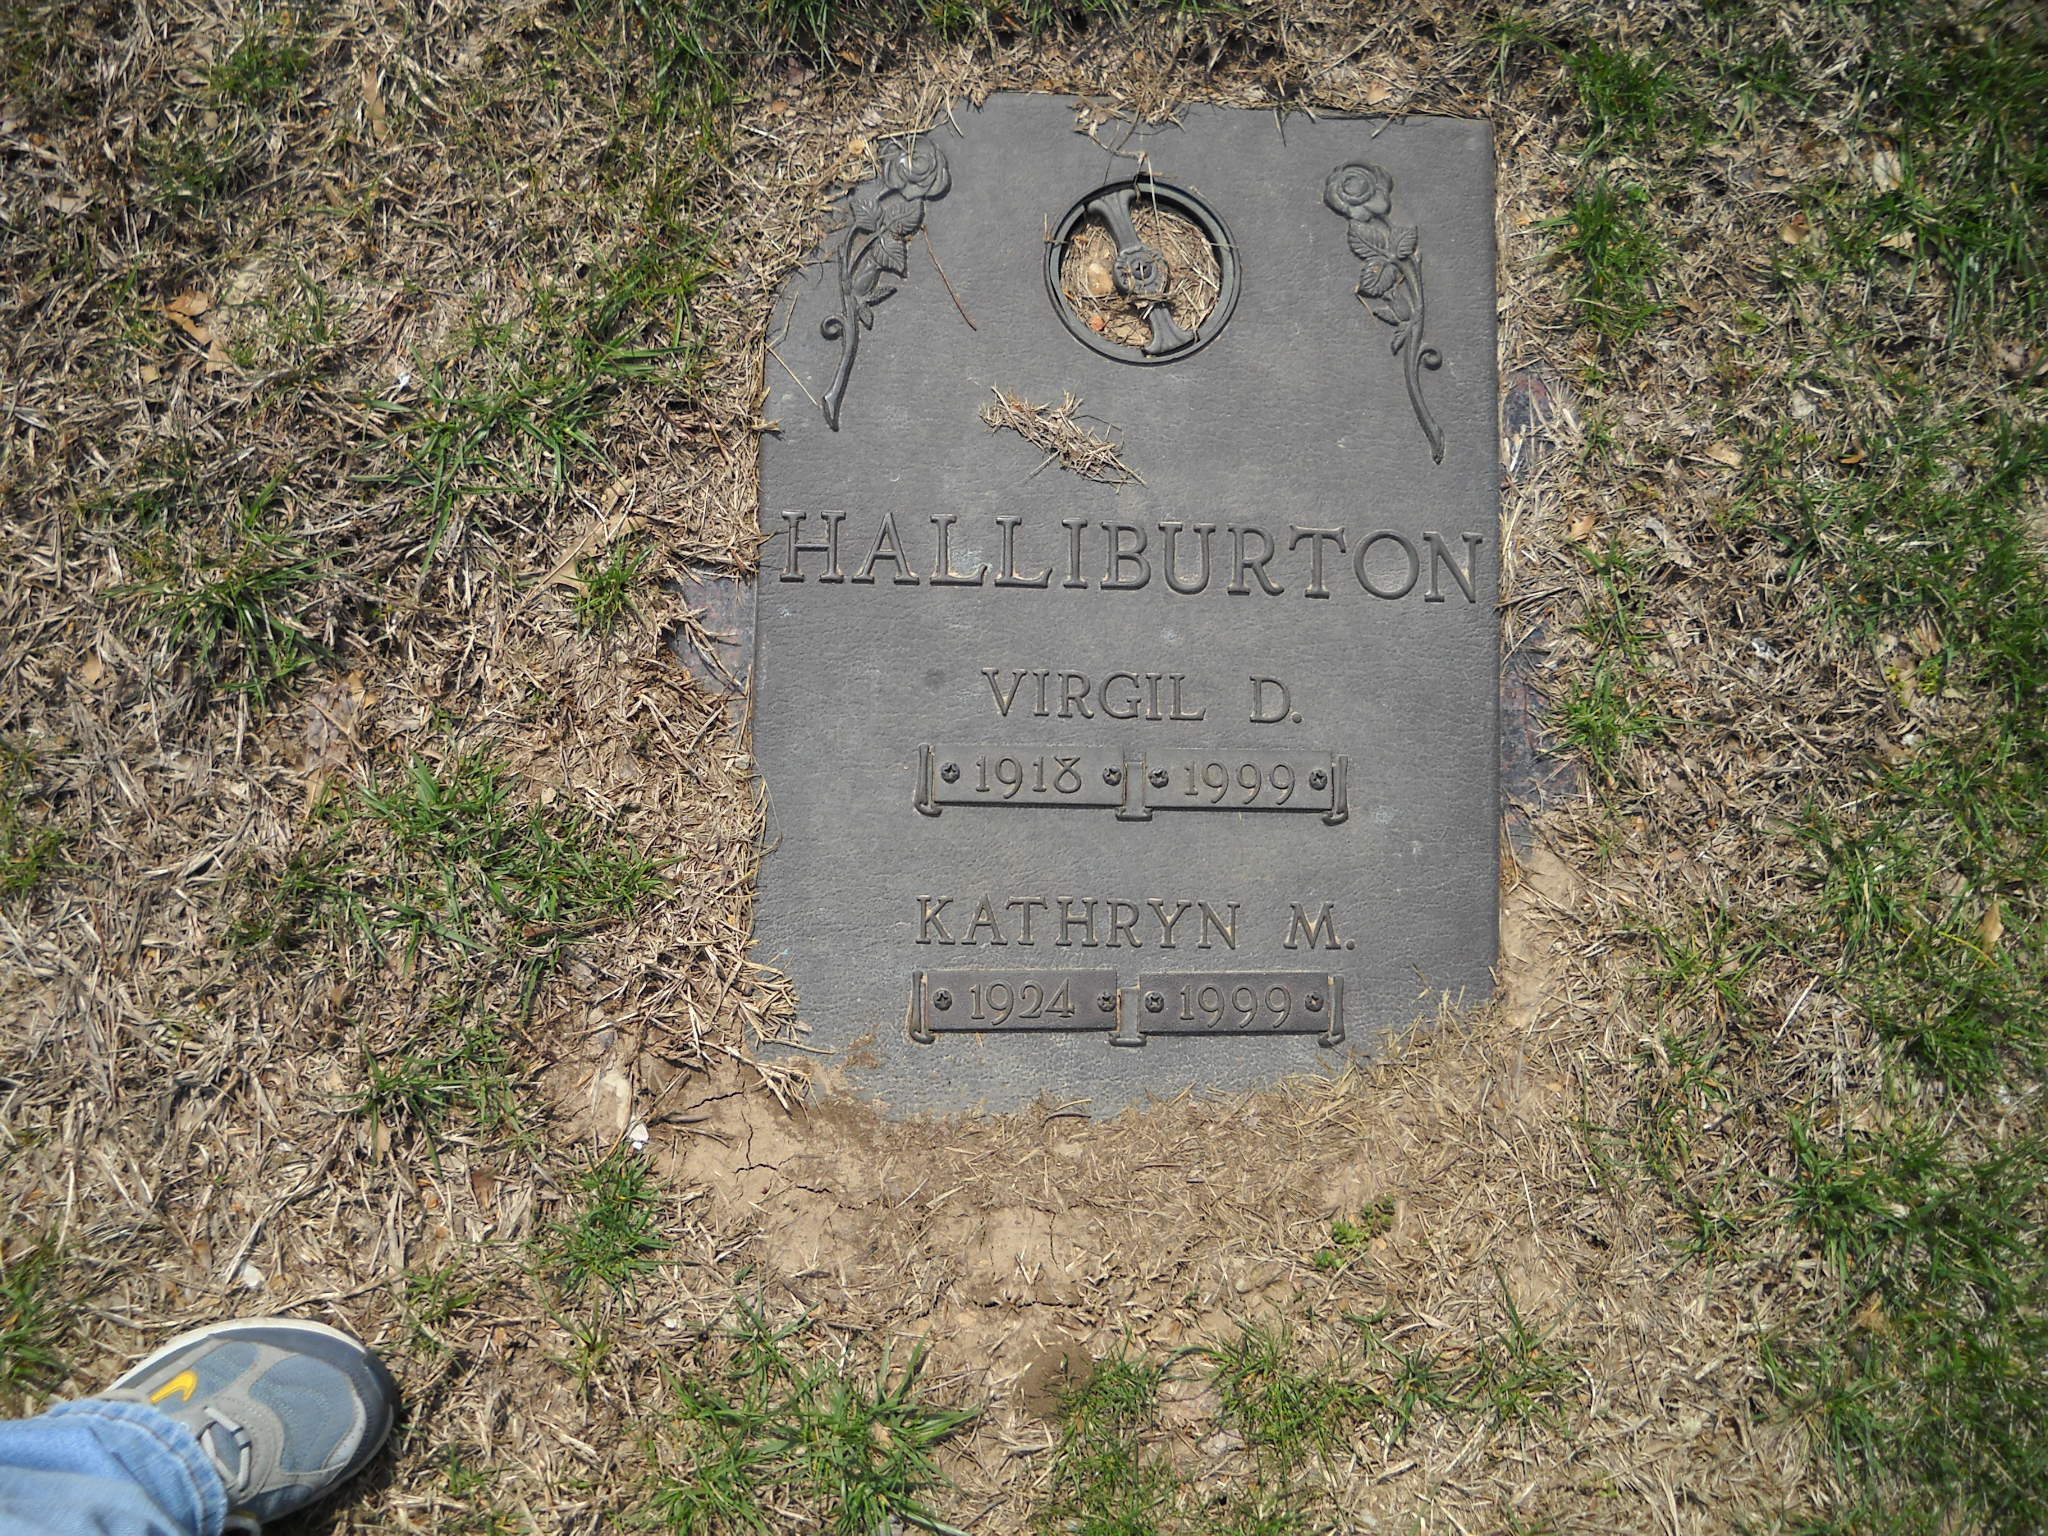 HALLIBURTON
VIRGIL D.
1918 1999
KATHRYN M.
1924 1999